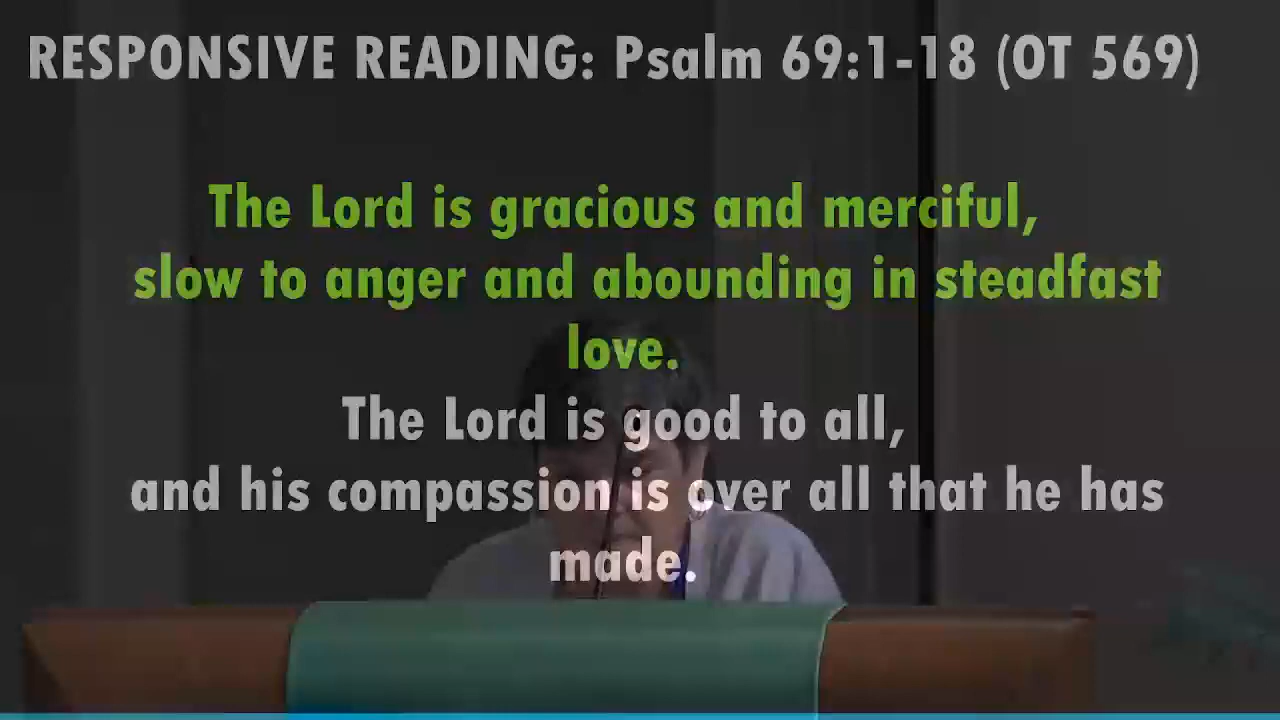 RESPONSIVE READING: Psalm 69:1-18 (OT 569)
The Lord is gracious and merciful,
slow to anger and abounding in steadfast
love.
The Lord is good to all,
and his compassion is over all that he has
made.